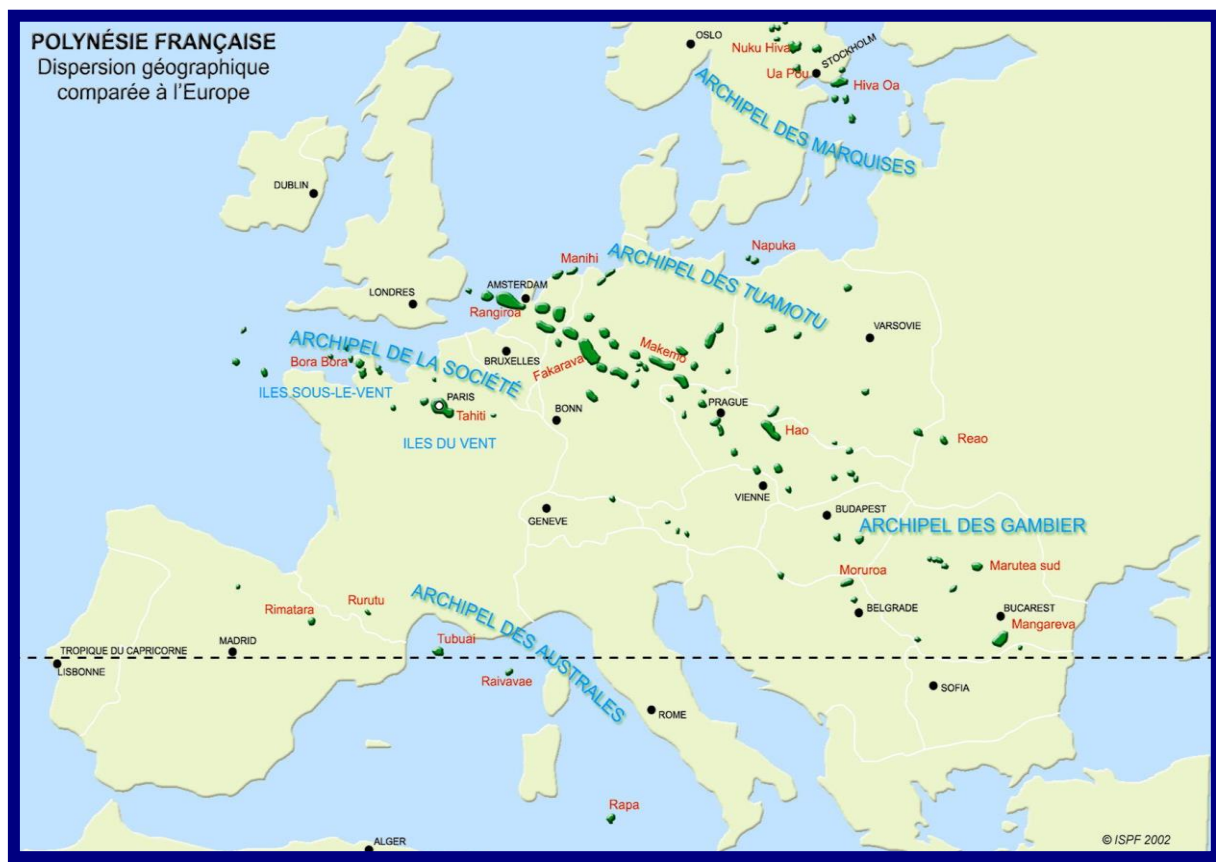 POLYNÉSIE FRANÇAISE
Dispersion géographique
comparée à l'Europe
OSLO
Nuku Hiva
STOCKHOLM
Ua Pou
Hiva Oa
ARCHIPEL DES MARQUISES
DUBLIN
Napuka
Manihi
ARCHIPEL DES TUAMOTU
AMSTERDAM
LONDRES
Rangiroa
VARSOVIE
ARCHIPEL DE LA SOCIÉTÉ
Bora Bora
BRUXELLES
Makemo
Fakarava
ILES SOUS-LE-VENT
PARIS
Tahiti
BONN
PRAGUE
Hao
Reao
ILES DU VENT
VIENNE
GENEVE
BUDAPEST
ARCHIPEL DES GAMBIER
Marutea sud
Moruroa
ARCHIPEL DES AUSTRALES
Rurutu
Rimatara
BELGRADE
BUCAREST
Mangareva
MADRID
Tubuai
TROPIQUE DU CAPRICORNE
LISBONNE
Raivavae
SOFIA
ROME
Rapa
ALGER
© ISPF 2002